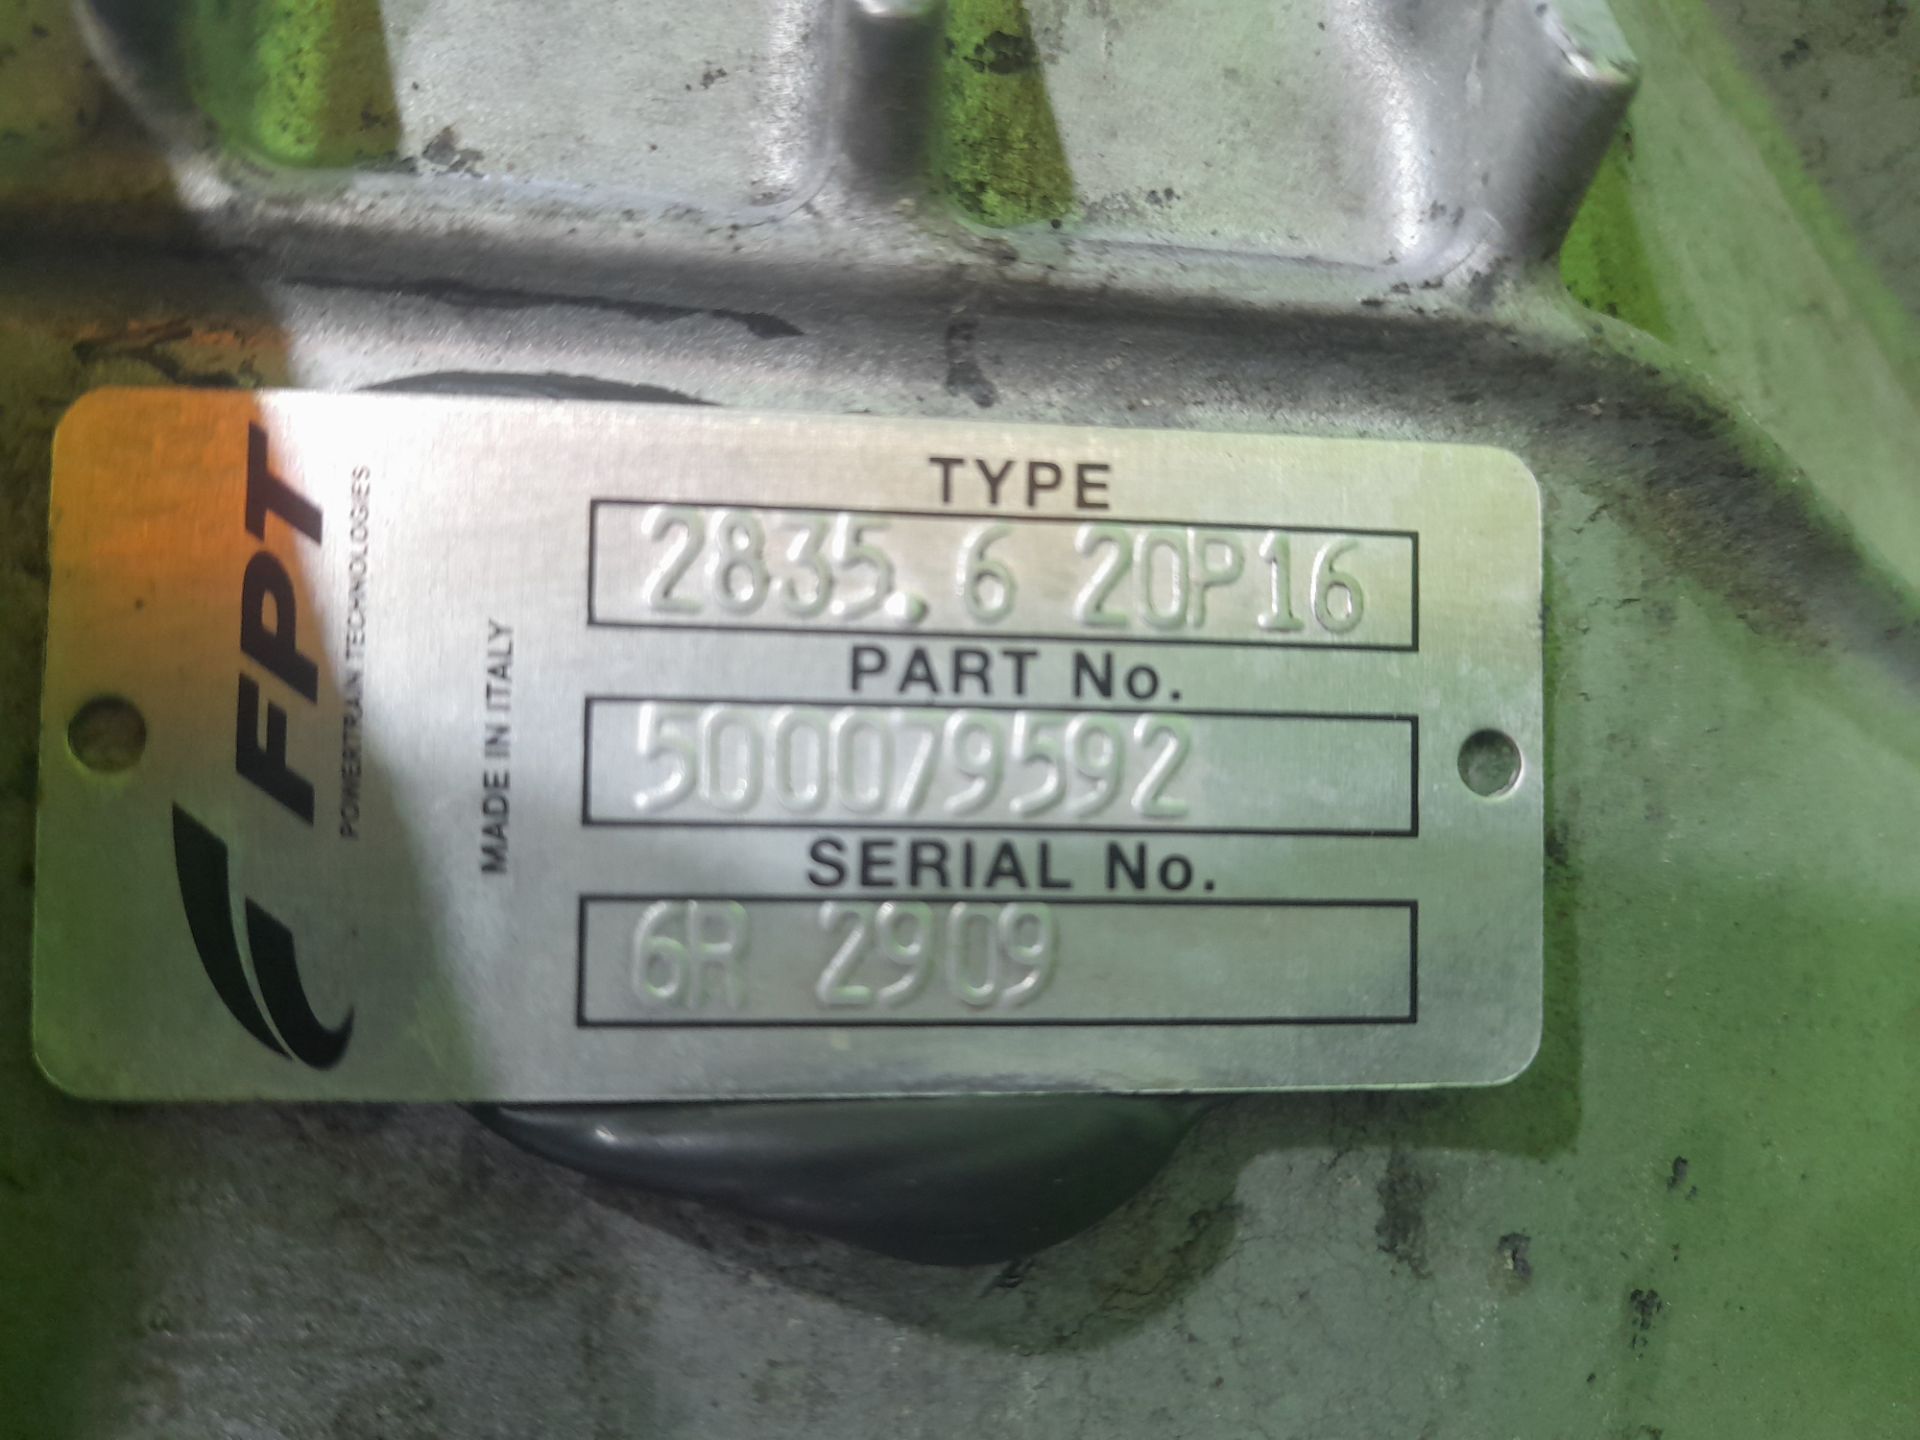 FPT
POWERTRAIN TECHNOLOGIES
MADE IN ITALY
TYPE
2835.6 20P16
PART No.
500079592
SERIAL No.
6R 2909